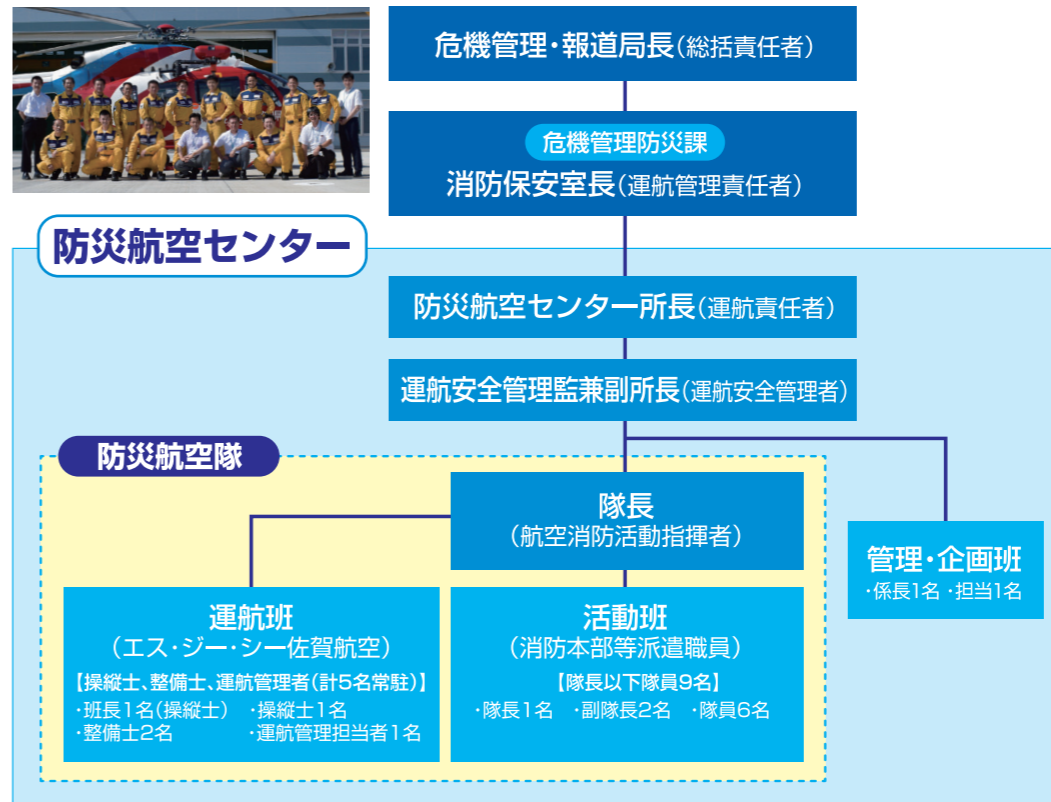 危機管理・報道局長(総括責任者)
危機管理防災課
消防保安室長(運航管理責任者)
防災航空センター
防災航空センター所長(運航責任者)
運航安全管理監兼副所長(運航安全管理者)
防災航空隊
隊長
(航空消防活動指揮者)
管理・企画班
・係長1名 ・担当1名
運航班
(エス・ジー・シー佐賀航空)
【操縦士、整備士、運航管理者(計5名常駐)】
・班長1名(操縦士) ・操縦士1名
・整備士2名 ・運航管理担当者1名
活動班
(消防本部等派遣職員)
【隊長以下隊員9名】
・隊長1名 ・副隊長2名 ・隊員6名